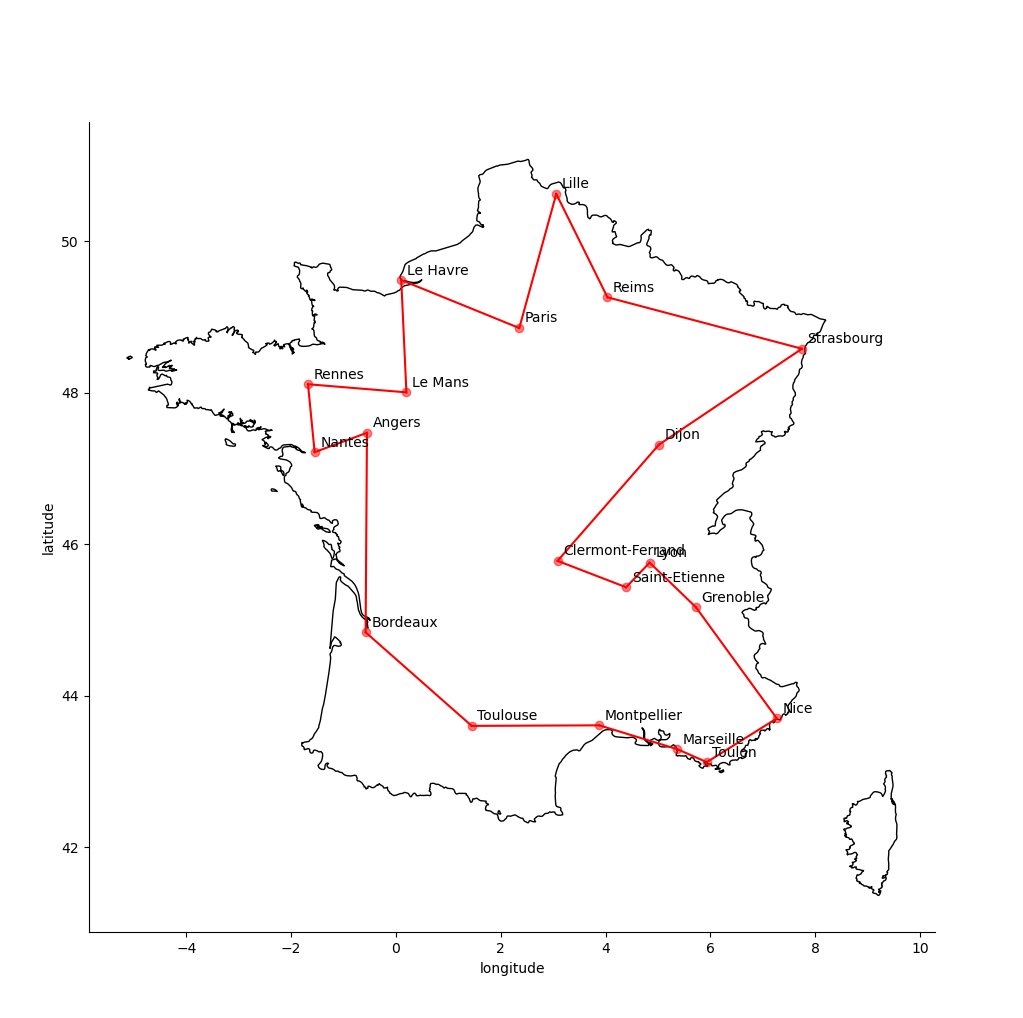 Lille
50
Le Havre
Reims
Paris
Strasbourg
Rennes
Le Mans
48
Angers
Nantes
Dijon
latitude
46
Clermont-Ferrand
Lyon
Saint-Etienne
Grenoble
Bordeaux
44
Toulouse
Montpellier
Nice
Marseille
Toulon
42
−4 −2 0 2 4 6 8 10
longitude